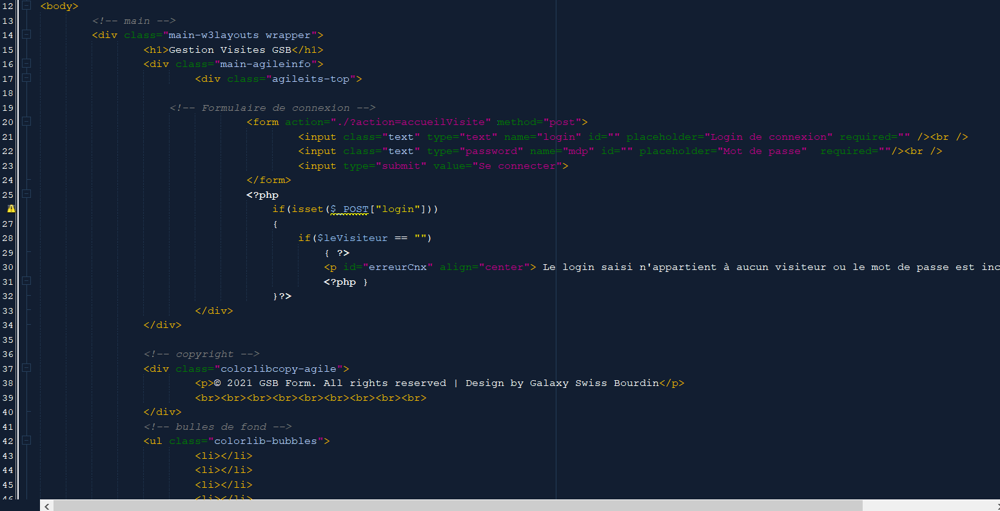 12 <body>
13 <!-- main -->
14 <div class="main-w3layouts wrapper">
15 <h1>Gestion Visites GSB</h1>
16 <div class="main-agileinfo">
17 <div class="agileits-top">
18
19 <!-- Formulaire de connexion -->
20 <form action="./?action=accueilVisite" method="post">
21 <input class="text" type="text" name="login" id="" placeholder="Login de connexion" required="" /><br />
22 <input class="text" type="password" name="mdp" id="" placeholder="Mot de passe"  required=""/><br />
23 <input type="submit" value="Se connecter">
24 </form>
25 <?php
if(isset($_POST["login"]))
27 {
28 if($leVisiteur == "")
29 { ?>
30 <p id="erreurCnx" align="center"> Le login saisi n'appartient à aucun visiteur ou le mot de passe est inc
31 <?php }
32 }?>
33 </div>
34 </div>
35
36 <!-- copyright -->
37 <div class="colorlibcopy-agile">
38 <p>© 2021 GSB Form. All rights reserved | Design by Galaxy Swiss Bourdin</p>
39 <br><br><br><br><br><br><br><br><br>
40 </div>
41 <!-- bulles de fond -->
42 <ul class="colorlib-bubbles">
43 <li></li>
44 <li></li>
45 <li></li>
46 <li></li>